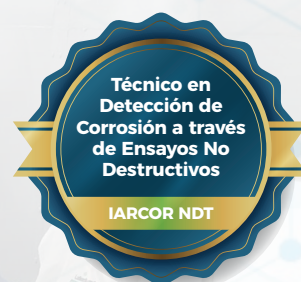 Técnico en
Detección de
Corrosión a través
de Ensayos No
Destructivos
IARCOR NDT